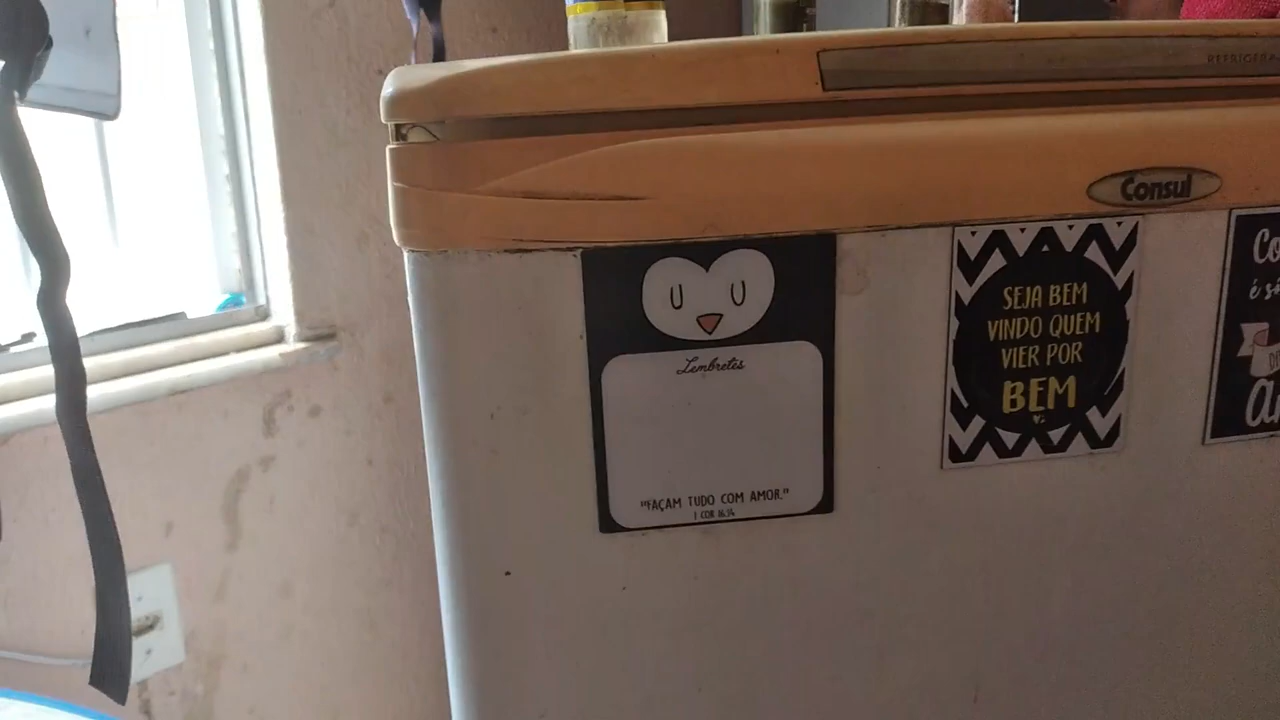 Consul
Lembretes
"FAÇAM TUDO COM AMOR."
1 COR 16:14
SEJA BEM
VINDO QUEM
VIER POR
BEM